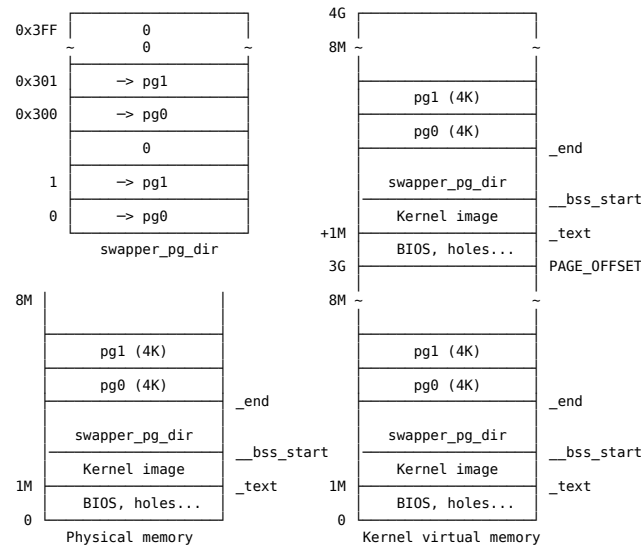 0x3FF 0
~ 0 ~
0x301 —> pg1
0x300 —> pg0
0
1 —> pg1
0 —> pg0
swapper_pg_dir
4G
8M ~ ~
pg1 (4K)
pg0 (4K)
_end
swapper_pg_dir
__bss_start
Kernel image
+1M _text
BIOS, holes...
3G PAGE_OFFSET
8M ~ ~
pg1 (4K)
pg0 (4K)
_end
swapper_pg_dir
__bss_start
Kernel image
1M _text
BIOS, holes...
0
Kernel virtual memory
8M
pg1 (4K)
pg0 (4K)
_end
swapper_pg_dir
__bss_start
Kernel image
1M _text
BIOS, holes...
0
Physical memory